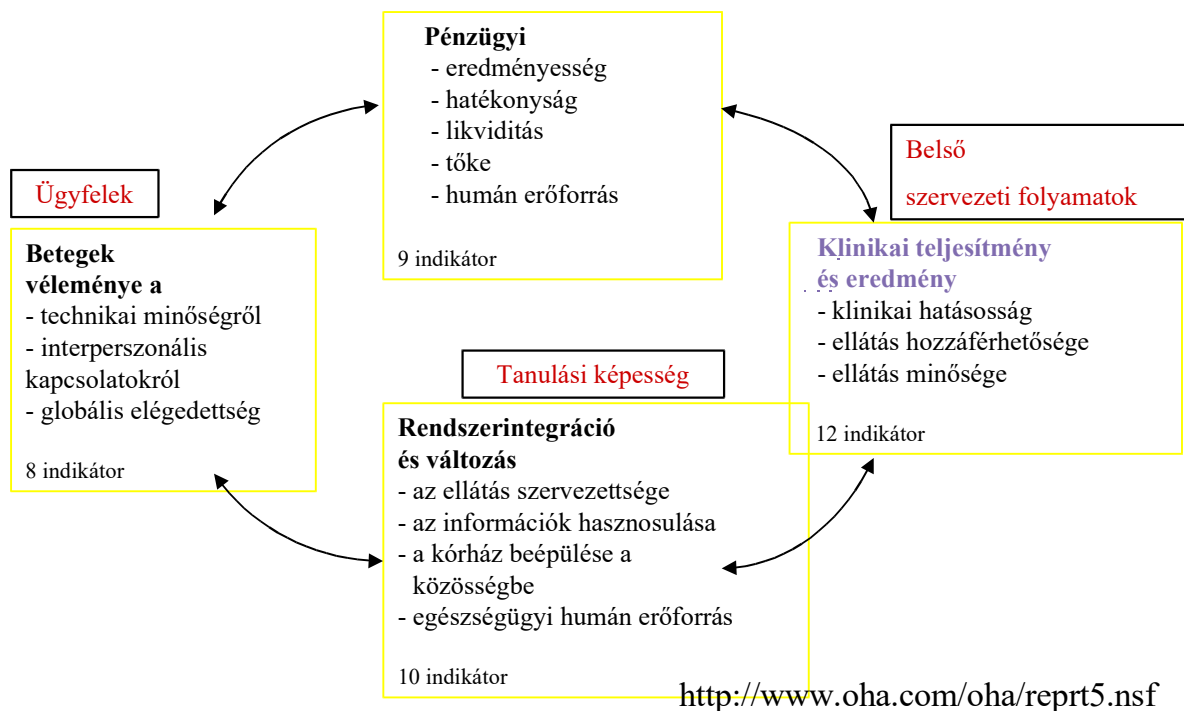 Pénzügyi
- eredményesség
- hatékonyság
- likviditás
- tőke
- humán erőforrás
9 indikátor
Ügyfelek
Betegek
véleménye a
- technikai minőségről
- interperszonális
kapcsolatokról
- globális elégedettség
8 indikátor
Belső
szervezeti folyamatok
Klinikai teljesítmény
és eredmény
- klinikai hatásosság
- ellátás hozzáférhetősége
- ellátás minősége
12 indikátor
Tanulási képesség
Rendszerintegráció
és változás
- az ellátás szervezettsége
- az információk hasznosulása
- a kórház beépülése a
közösségbe
- egészségügyi humán erőforrás
10 indikátor
http://www.oha.com/oha/reprt5.nsf